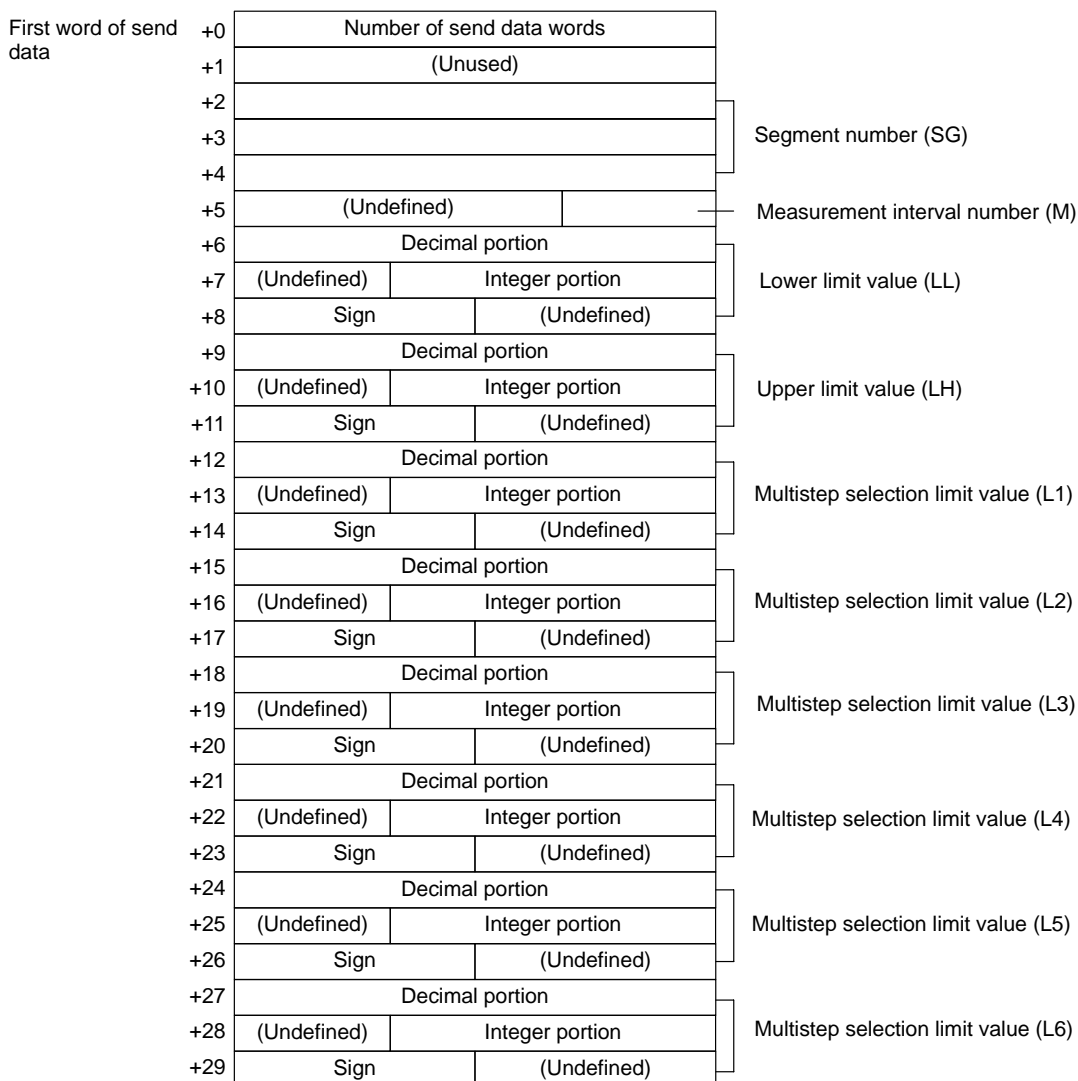 First word of send
data
+0 Number of send data words
+1 (Unused)
+2
+3 Segment number (SG)
+4
+5 (Undefined) Measurement interval number (M)
+6 Decimal portion
+7 (Undefined) Integer portion Lower limit value (LL)
+8 Sign (Undefined)
+9 Decimal portion
+10 (Undefined) Integer portion Upper limit value (LH)
+11 Sign (Undefined)
+12 Decimal portion
+13 (Undefined) Integer portion Multistep selection limit value (L1)
+14 Sign (Undefined)
+15 Decimal portion
+16 (Undefined) Integer portion Multistep selection limit value (L2)
+17 Sign (Undefined)
+18 Decimal portion
+19 (Undefined) Integer portion Multistep selection limit value (L3)
+20 Sign (Undefined)
+21 Decimal portion
+22 (Undefined) Integer portion Multistep selection limit value (L4)
+23 Sign (Undefined)
+24 Decimal portion
+25 (Undefined) Integer portion Multistep selection limit value (L5)
+26 Sign (Undefined)
+27 Decimal portion
+28 (Undefined) Integer portion Multistep selection limit value (L6)
+29 Sign (Undefined)